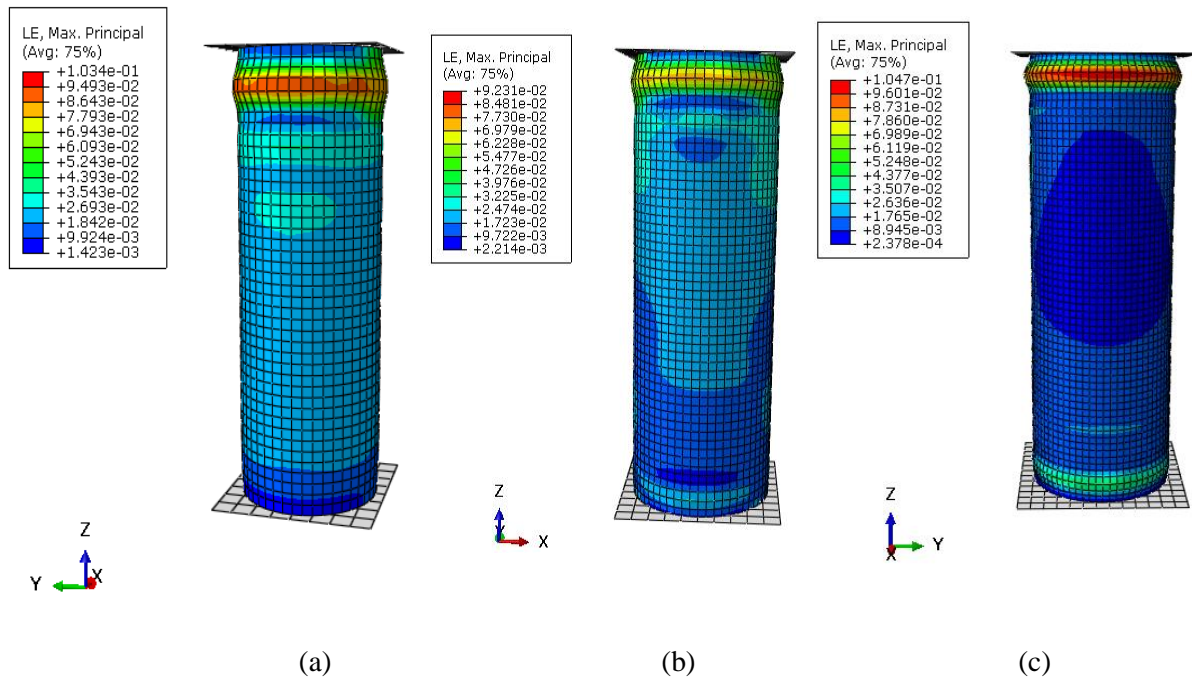 LE, Max. Principal
(Avg: 75%)
+1.034e-01
+9.493e-02
+8.643e-02
+7.793e-02
+6.943e-02
+6.093e-02
+5.243e-02
+4.393e-02
+3.543e-02
+2.693e-02
+1.842e-02
+9.924e-03
+1.423e-03
Z
Y
X
(a)
LE, Max. Principal
(Avg: 75%)
+9.231e-02
+8.481e-02
+7.730e-02
+6.979e-02
+6.228e-02
+5.477e-02
+4.726e-02
+3.976e-02
+3.225e-02
+2.474e-02
+1.723e-02
+9.722e-03
+2.214e-03
Z
Y
X
(b)
LE, Max. Principal
(Avg: 75%)
+1.047e-01
+9.601e-02
+8.731e-02
+7.860e-02
+6.989e-02
+6.119e-02
+5.248e-02
+4.377e-02
+3.507e-02
+2.636e-02
+1.765e-02
+8.945e-03
+2.378e-04
Z
X
Y
(c)